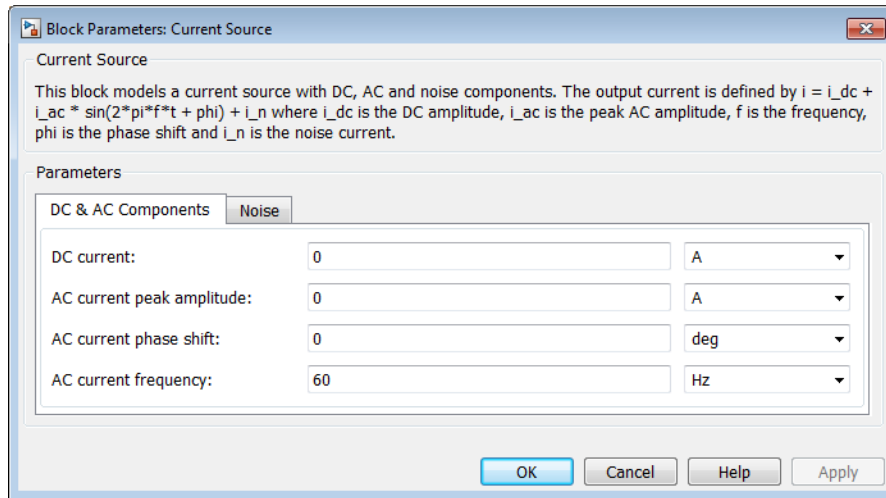 Block Parameters: Current Source
Current Source
This block models a current source with DC, AC and noise components. The output current is defined by i = i_dc +
i_ac * sin(2*pi*f*t + phi) + i_n where i_dc is the DC amplitude, i_ac is the peak AC amplitude, f is the frequency,
phi is the phase shift and i_n is the noise current.
Parameters
DC & AC Components Noise
DC current: 0 A
AC current peak amplitude: 0 A
AC current phase shift: 0 deg
AC current frequency: 60 Hz
OK Cancel Help Apply